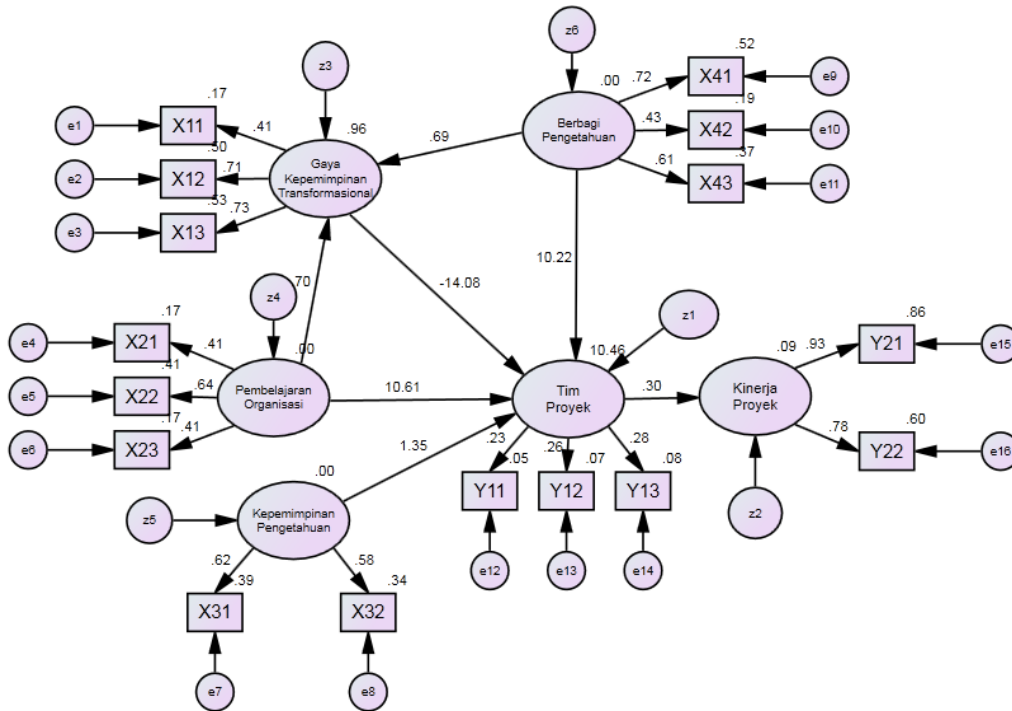 z6
.52
z3
.00
.72
X41
e9
.17
.19
e1
X11
.41
.96
Berbagi
Pengetahuan
.43
X42
e10
.50
.69
.37
e2
X12
.71
Gaya
Kepemimpinan
Transformasional
.61
X43
e11
.53
.73
e3
X13
10.22
z4
.70
-14.08
.17
z1
.86
e4
X21
.41
.00
10.46
.09
.93
Y21
e15
.41
e5
X22
.64
Pembelajaran
Organisasi
10.61
Tim
Proyek
.30
Kinerja
Proyek
.17
.60
e6
X23
.41
1.35
.23
.26
.28
.78
Y22
e16
.05
.07
.08
.00
Y11
Y12
Y13
z5
Kepemimpinan
Pengetahuan
z2
.62
.58
e12
e13
e14
.39
.34
X31
X32
e7
e8